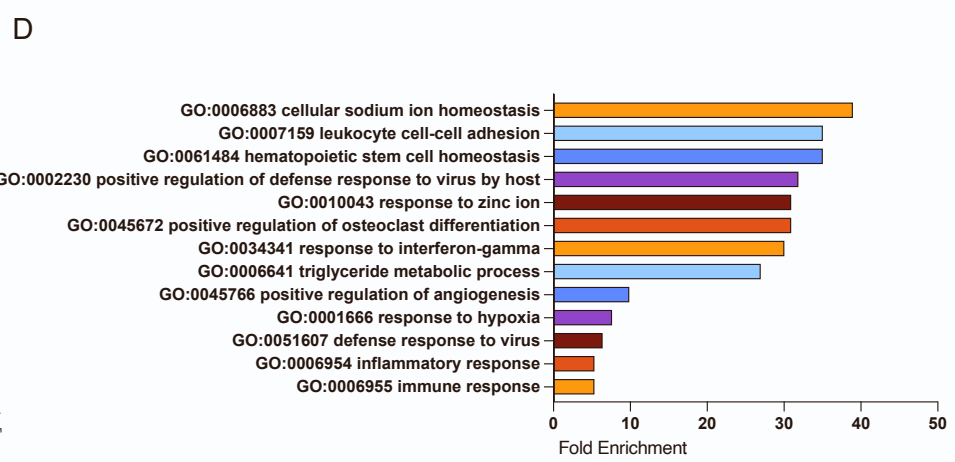 D
GO:0006883 cellular sodium ion homeostasis
GO:0007159 leukocyte cell-cell adhesion
GO:0061484 hematopoietic stem cell homeostasis
GO:0002230 positive regulation of defense response to virus by host
GO:0010043 response to zinc ion
GO:0045672 positive regulation of osteoclast differentiation
GO:0034341 response to interferon-gamma
GO:0006641 triglyceride metabolic process
GO:0045766 positive regulation of angiogenesis
GO:0001666 response to hypoxia
GO:0051607 defense response to virus
GO:0006954 inflammatory response
GO:0006955 immune response
0 10 20 30 40 50
Fold Enrichment